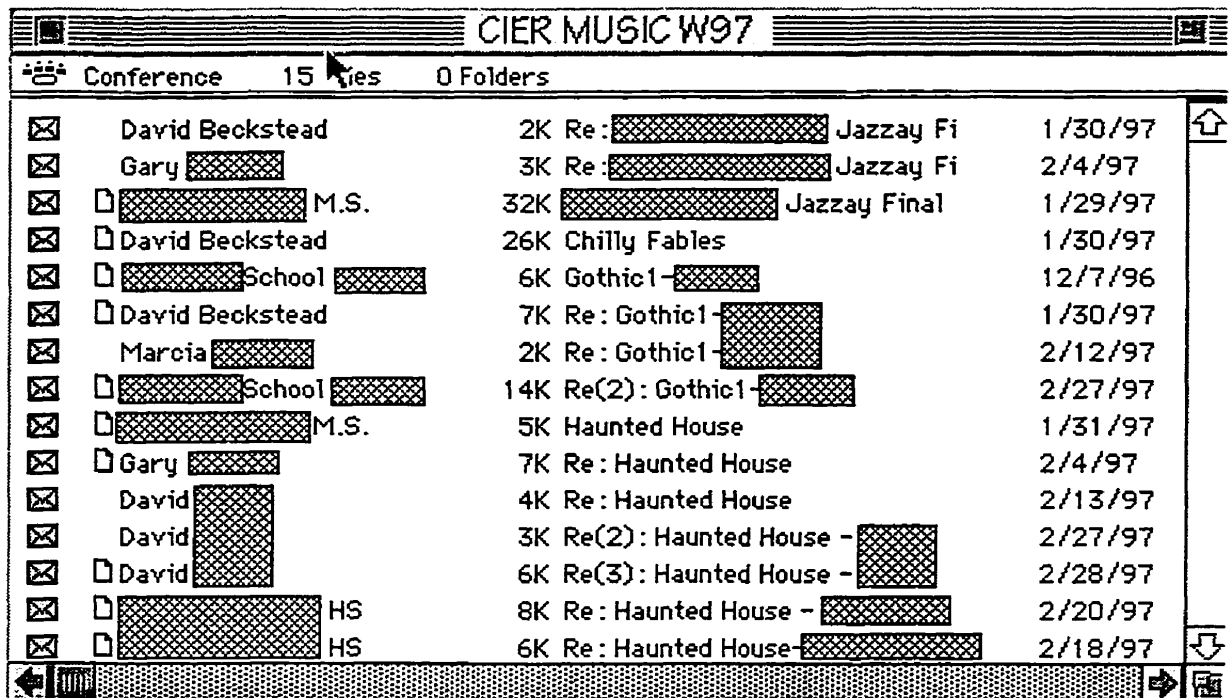 CIER MUSIC W97
Conference 15 Files 0 Folders
David Beckstead 2K Re: Jazzay Fi 1/30/97
Gary 3K Re: Jazzay Fi 2/4/97
M.S. 32K Jazzay Final 1/29/97
David Beckstead 26K Chilly Fables 1/30/97
School 6K Gothic1- 12/7/96
David Beckstead 7K Re: Gothic1- 1/30/97
Marcia 2K Re: Gothic1- 2/12/97
School 14K Re(2): Gothic1- 2/27/97
M.S. 5K Haunted House 1/31/97
Gary 7K Re: Haunted House 2/4/97
David 4K Re: Haunted House 2/13/97
David 3K Re(2): Haunted House - 2/27/97
David 6K Re(3): Haunted House - 2/28/97
HS 8K Re: Haunted House - 2/20/97
HS 6K Re: Haunted House- 2/18/97